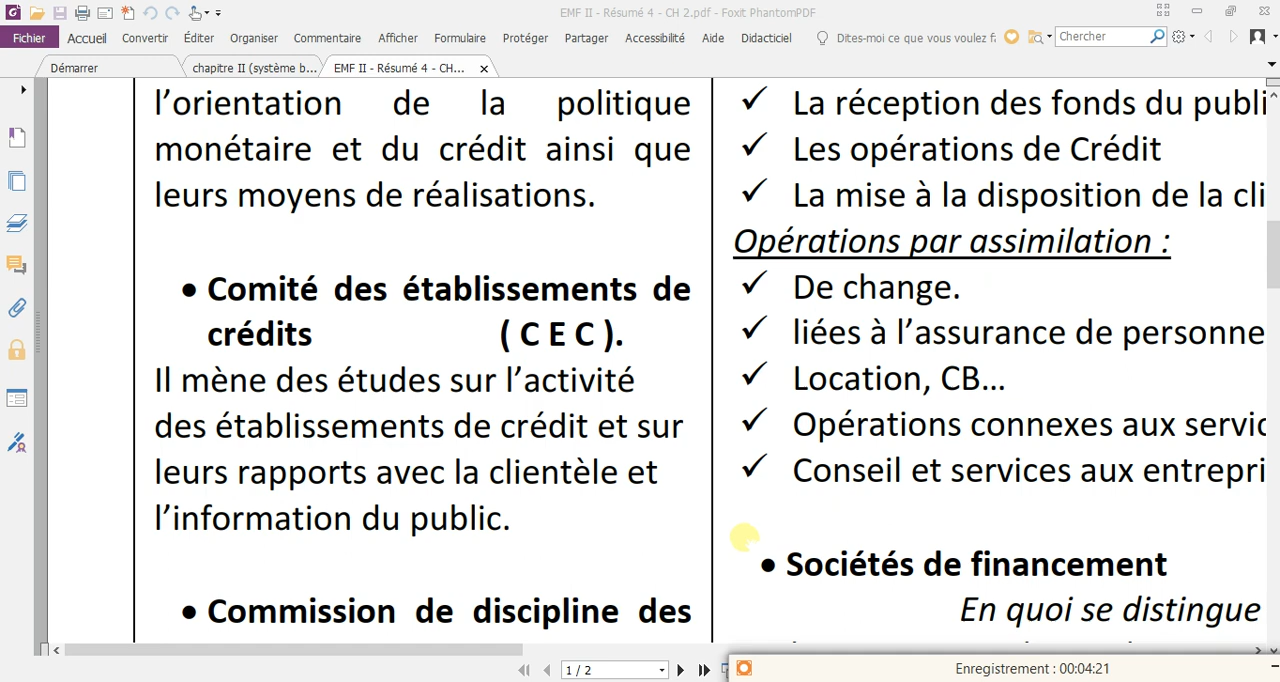 EMF II - Résumé 4 - CH 2.pdf - Foxit PhantomPDF
Fichier Accueil Convertir Éditer Organiser Commentaire Afficher Formulaire Protéger Partager Accessibilité Aide Didacticiel Dites-moi ce que vous voulez f Chercher
Démarrer chapitre II (système b... EMF II - Résumé 4 - CH...
l’orientation de la politique
monétaire et du crédit ainsi que
leurs moyens de réalisations.
• Comité des établissements de
crédits ( C E C ).
Il mène des études sur l’activité
des établissements de crédit et sur
leurs rapports avec la clientèle et
l’information du public.
• Commission de discipline des
✓ La réception des fonds du publi
✓ Les opérations de Crédit
✓ La mise à la disposition de la cli
Opérations par assimilation :
✓ De change.
✓ liées à l’assurance de personne
✓ Location, CB…
✓ Opérations connexes aux servic
✓ Conseil et services aux entrepri
• Sociétés de financement
En quoi se distingue
1 / 2
Enregistrement : 00:04:21